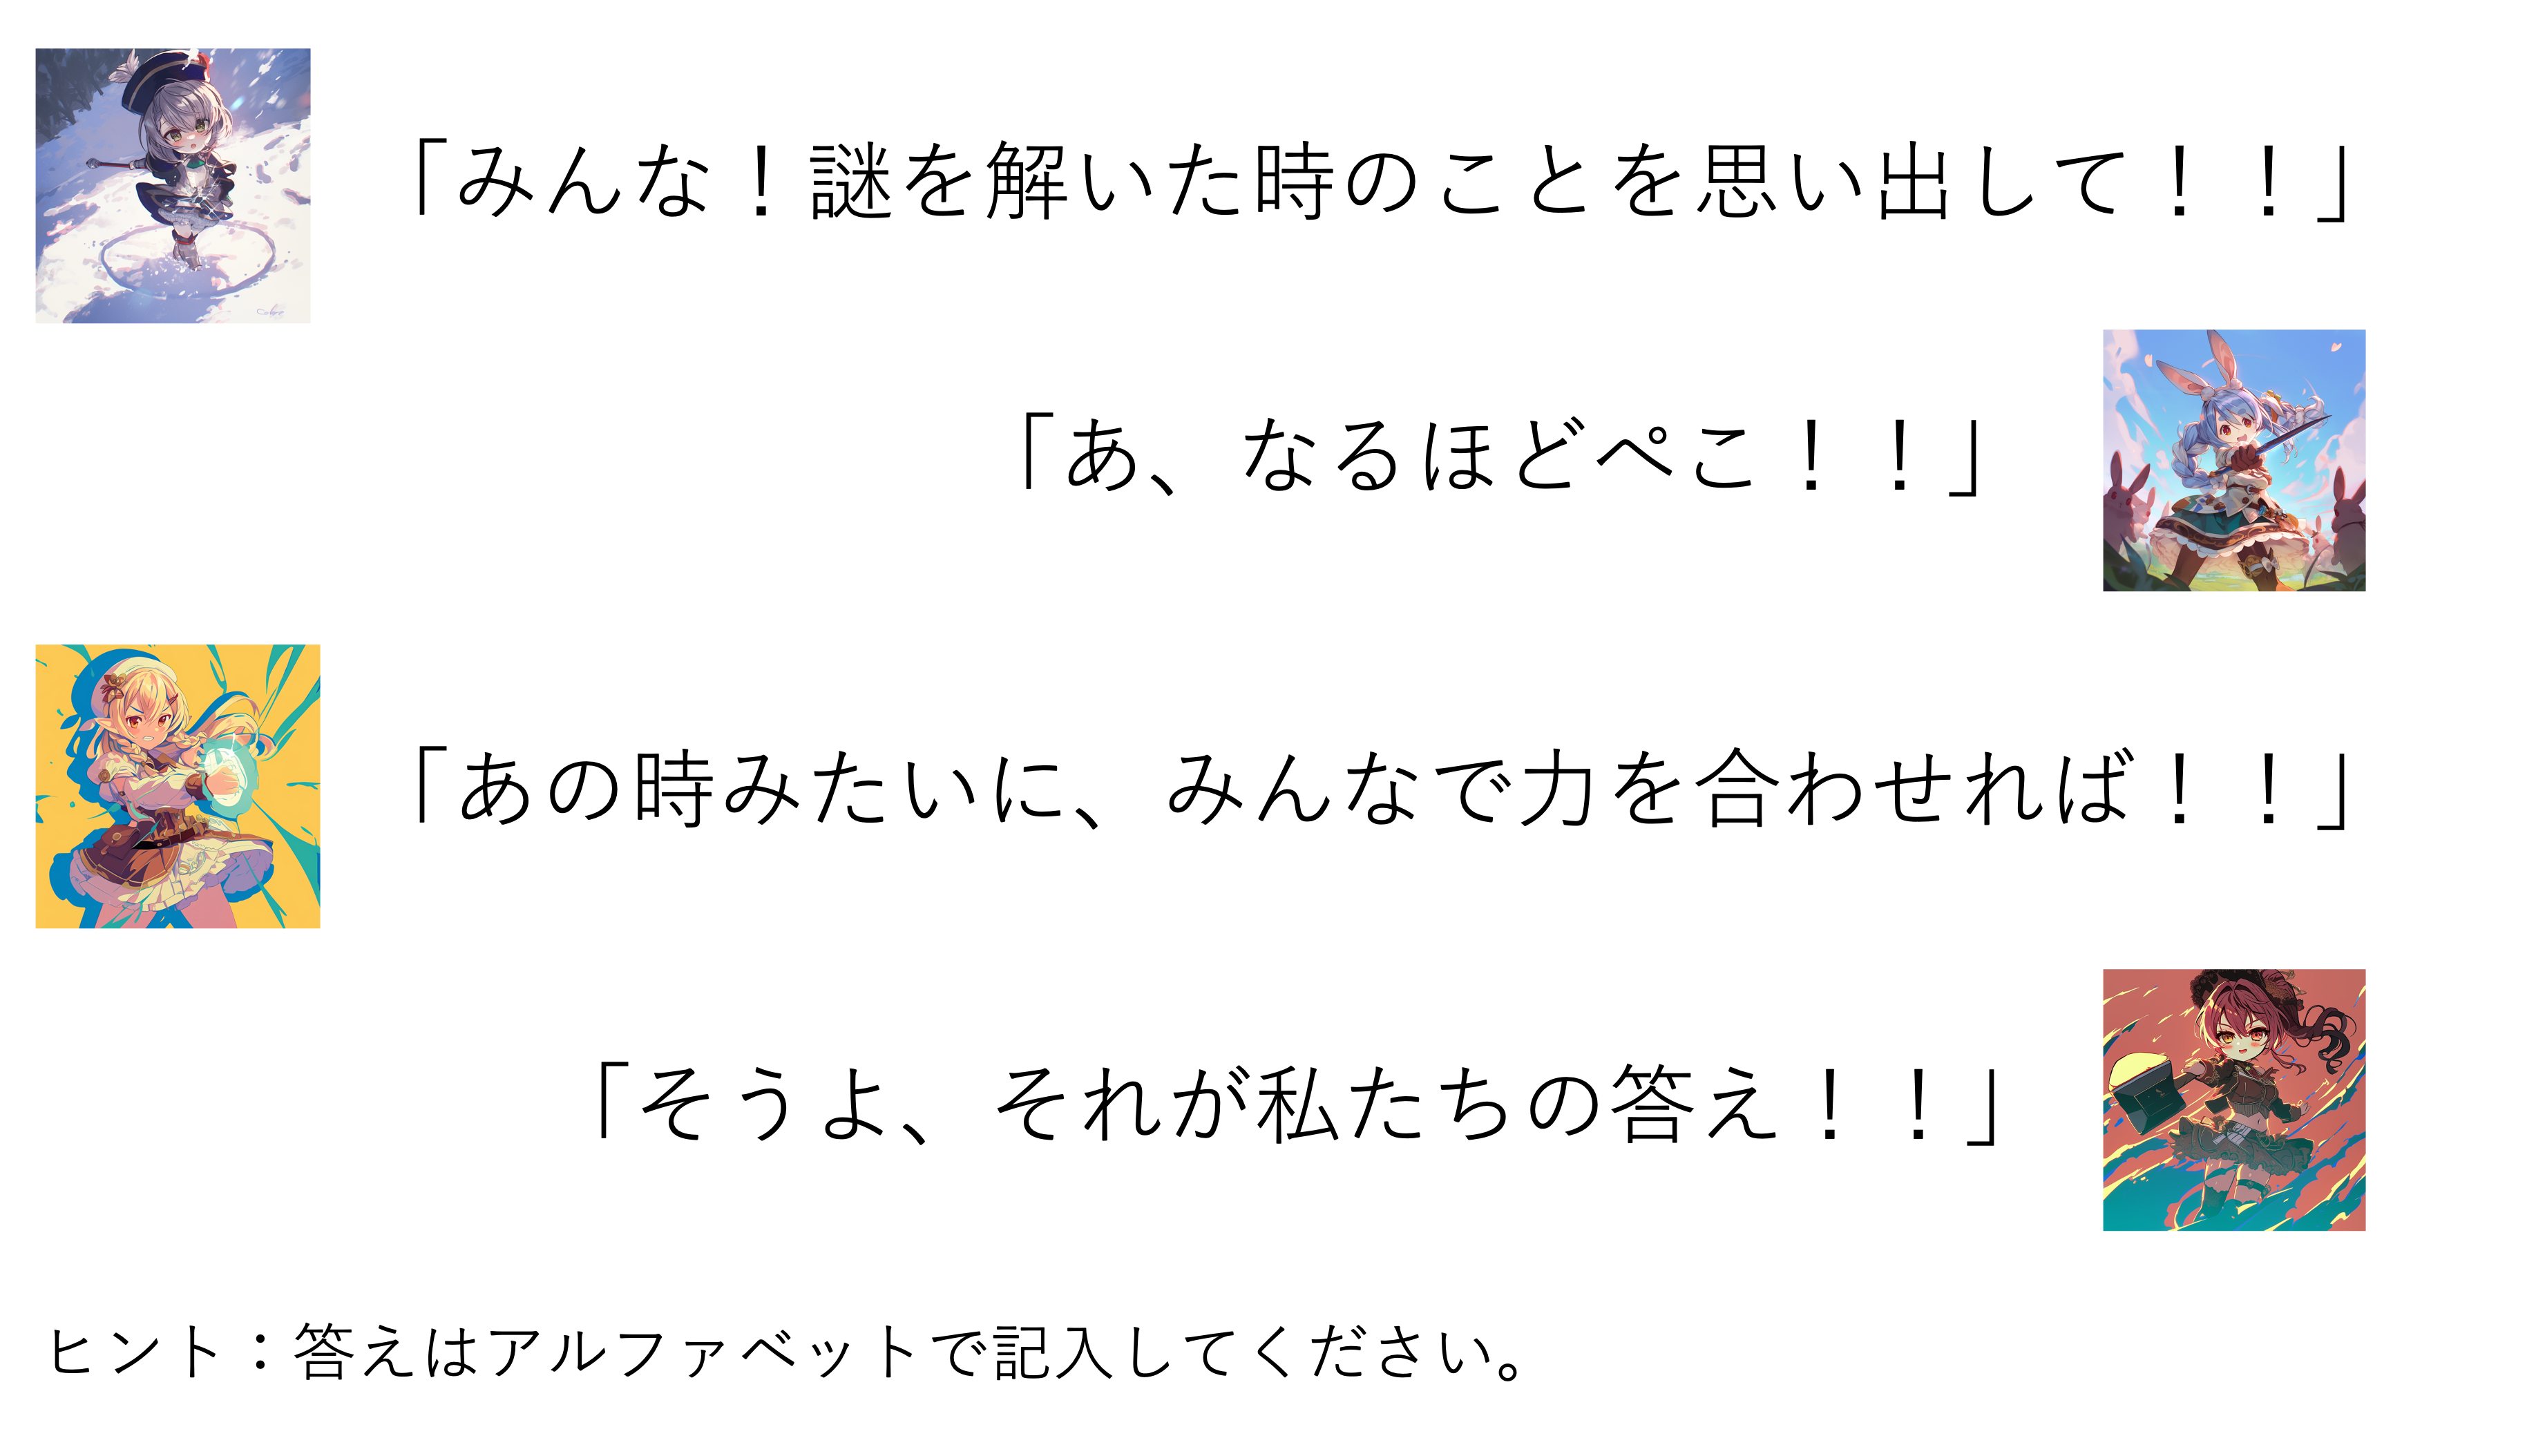 「みんな！謎を解いた時のことを思い出して！！」
「あ、なるほどぺこ！！」
「あの時みたいに、みんなで力を合わせれば！！」
「そうよ、それが私たちの答え！！」
ヒント：答えはアルファベットで記入してください。